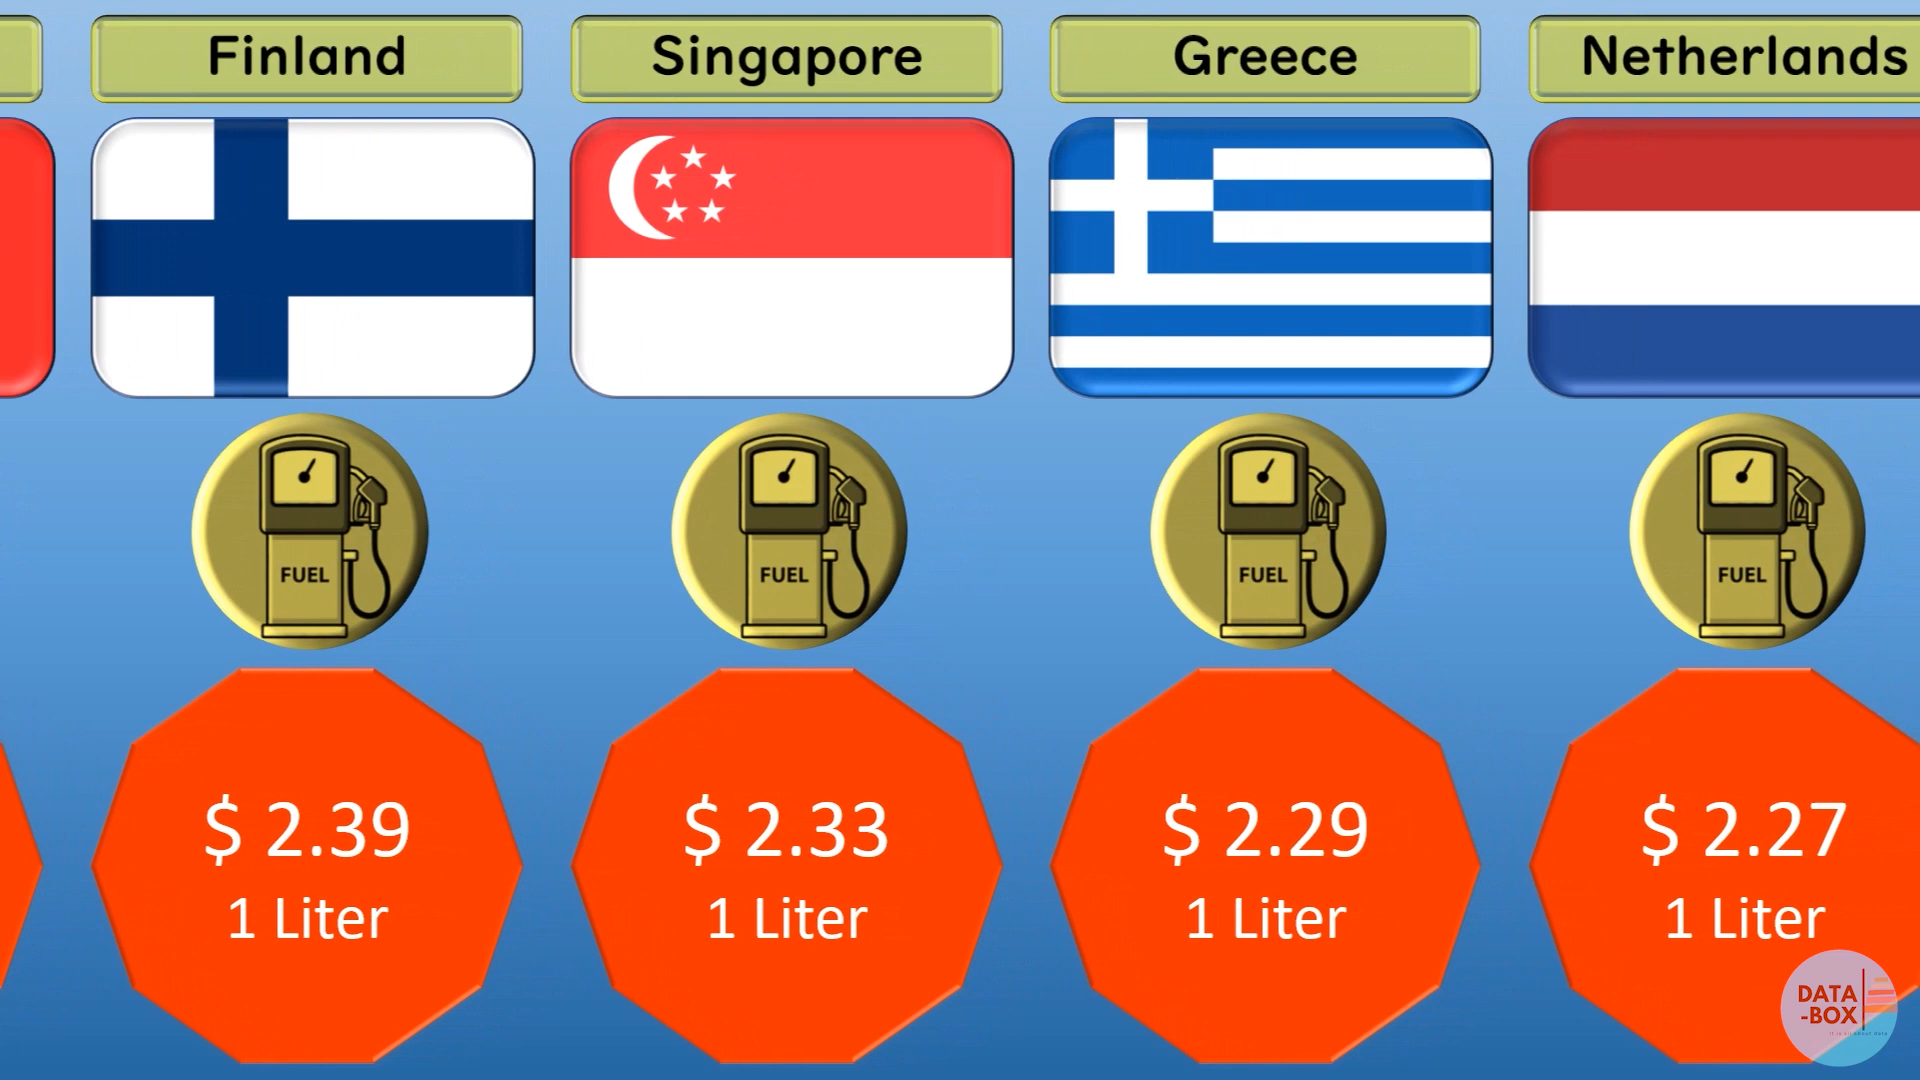 Finland
Singapore
Greece
Netherlands
FUEL
FUEL
FUEL
FUEL
$ 2.39
1 Liter
$ 2.33
1 Liter
$ 2.29
1 Liter
$ 2.27
1 Liter
DATA
-BOX